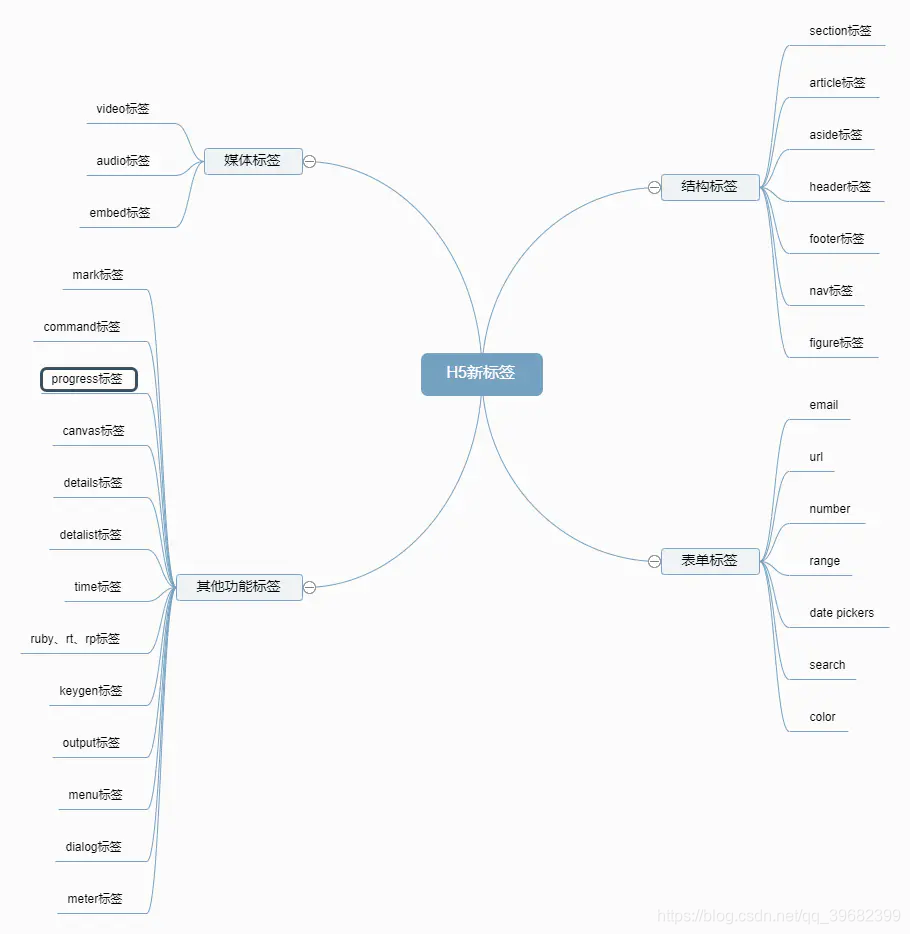 H5新标签
媒体标签
video标签
audio标签
embed标签
其他功能标签
mark标签
command标签
progress标签
canvas标签
details标签
detalist标签
time标签
ruby、rt、rp标签
keygen标签
output标签
menu标签
dialog标签
meter标签
结构标签
section标签
article标签
aside标签
header标签
footer标签
nav标签
figure标签
表单标签
email
url
number
range
date pickers
search
color
https://blog.csdn.net/qq_39682399